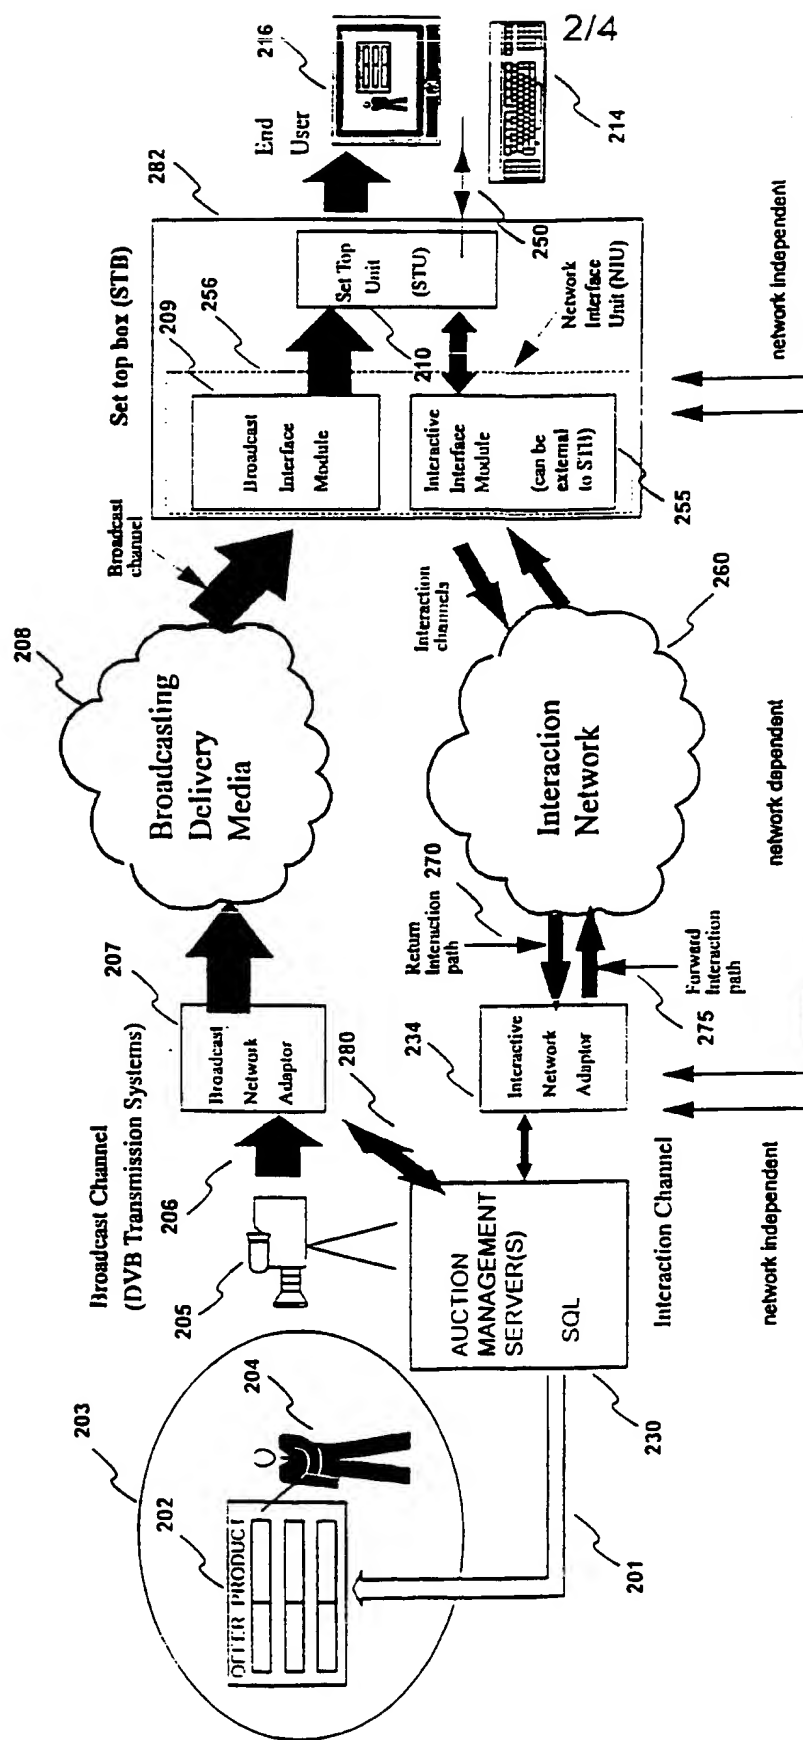 2/4
Broadcast Channel
(DVB Transmission Systems)
Set top box (STB)
203
202
OFFER PRODUCT
204
205
206
207
Broadcast
Network
Adaptor
280
208
Broadcasting
Delivery
Media
Broadcast
channel
209
256
282
Broadcast
Interface
Module
Set Top
Unit
(STU)
210
End
User
216
214
250
Network
Interface
Unit (NIU)
Interactive
Interface
Module
(can be
external
to STB)
255
Interaction
channels
260
Interaction
Network
270
Return
Interaction
path
Forward
Interaction
path
275
234
Interactive
Network
Adaptor
AUCTION
MANAGEMENT
SERVER(S)
SQL
230
201
Interaction Channel
network independent
network dependent
network independent